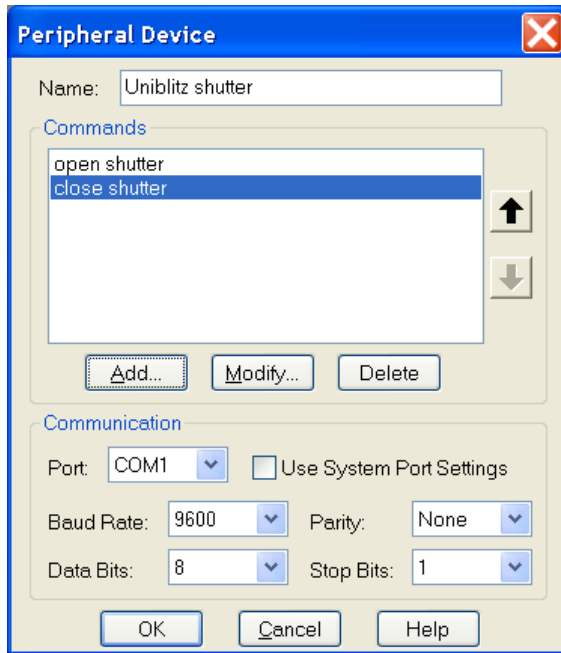 Peripheral Device
Name: Uniblitz shutter
Commands
open shutter
close shutter
Add... Modify... Delete
Communication
Port: COM1 Use System Port Settings
Baud Rate: 9600 Parity: None
Data Bits: 8 Stop Bits: 1
OK Cancel Help